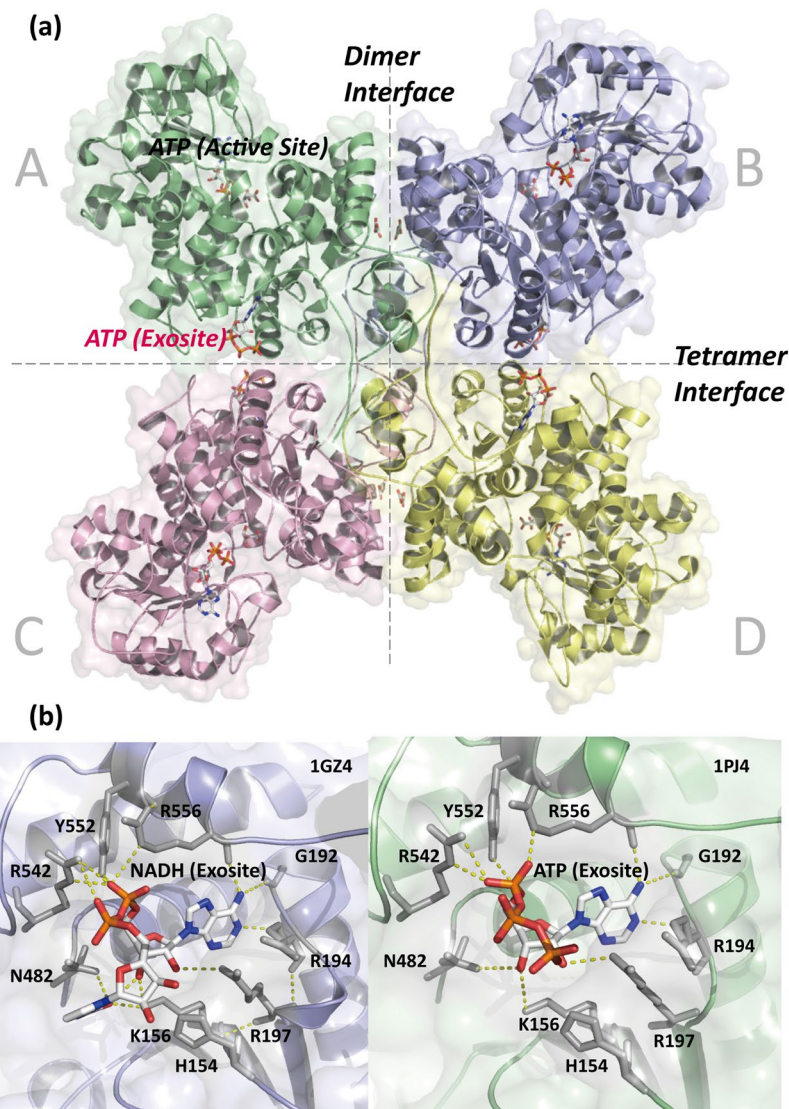 (a)
Dimer
Interface
A
ATP (Active Site)
B
ATP (Exosite)
Tetramer
Interface
C
D
(b)
1GZ4
R556
Y552
R542
NADH (Exosite)
G192
N482
R194
K156
R197
H154
1PJ4
R556
Y552
R542
ATP (Exosite)
G192
N482
R194
K156
R197
H154